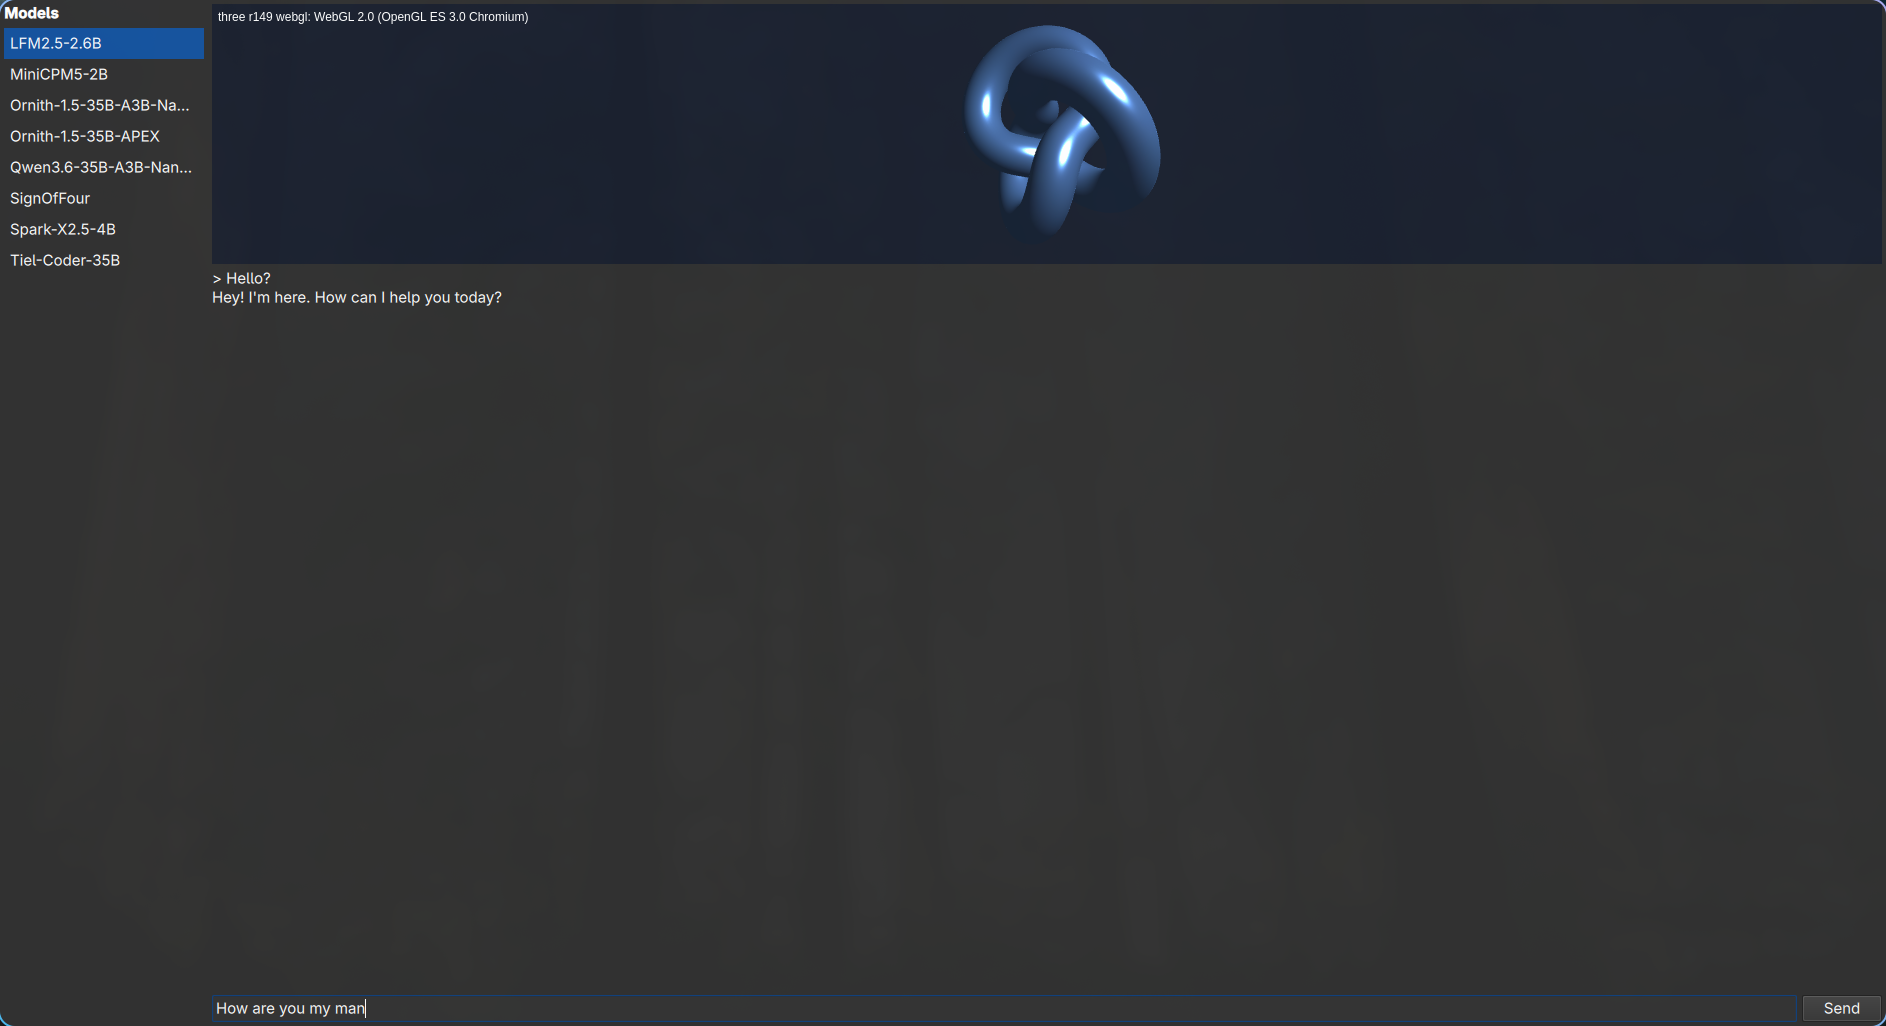 Models
LFM2.5-2.6B
MiniCPM5-2B
Ornith-1.5-35B-A3B-Na...
Ornith-1.5-35B-APEX
Qwen3.6-35B-A3B-Nan...
SignOfFour
Spark-X2.5-4B
Tiel-Coder-35B
three r149 webgl: WebGL 2.0 (OpenGL ES 3.0 Chromium)
> Hello?
Hey! I'm here. How can I help you today?
How are you my man
Send